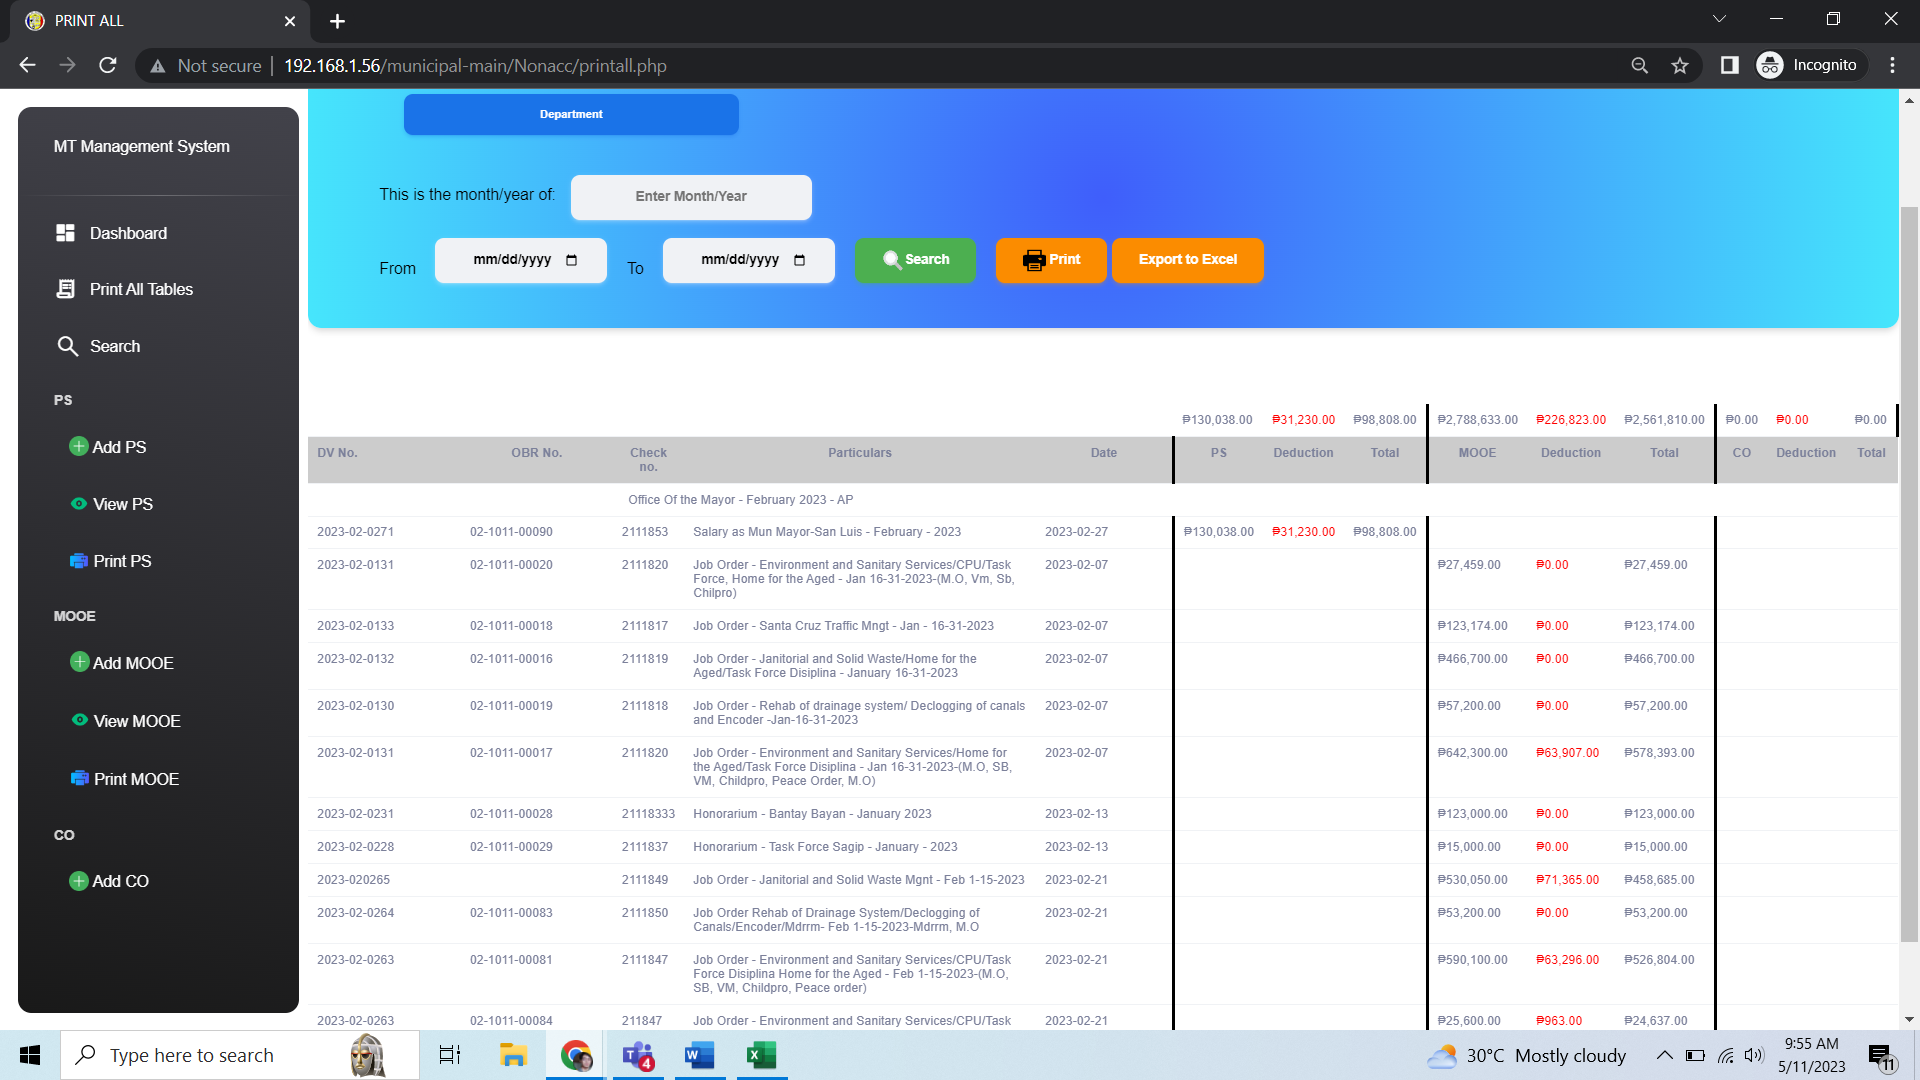 PRINT ALL
Not secure | 192.168.1.56/municipal-main/Nonacc/printall.php
Incognito
MT Management System
Dashboard
Print All Tables
Search
PS
Add PS
View PS
Print PS
MOOE
Add MOOE
View MOOE
Print MOOE
CO
Add CO
Department
This is the month/year of: Enter Month/Year
From mm/dd/yyyy To mm/dd/yyyy Search Print Export to Excel
₱130,038.00 ₱31,230.00 ₱98,808.00 ₱2,788,633.00 ₱226,823.00 ₱2,561,810.00 ₱0.00 ₱0.00 ₱0.00
DV No. OBR No. Check Particulars Date PS Deduction Total MOOE Deduction Total CO Deduction Total
no.
Office Of the Mayor - February 2023 - AP
2023-02-0271 02-1011-00090 2111853 Salary as Mun Mayor-San Luis - February - 2023 2023-02-27 ₱130,038.00 ₱31,230.00 ₱98,808.00
2023-02-0131 02-1011-00020 2111820 Job Order - Environment and Sanitary Services/CPU/Task 2023-02-07 ₱27,459.00 ₱0.00 ₱27,459.00
Force, Home for the Aged - Jan 16-31-2023-(M.O, Vm, Sb,
Chilpro)
2023-02-0133 02-1011-00018 2111817 Job Order - Santa Cruz Traffic Mngt - Jan - 16-31-2023 2023-02-07 ₱123,174.00 ₱0.00 ₱123,174.00
2023-02-0132 02-1011-00016 2111819 Job Order - Janitorial and Solid Waste/Home for the 2023-02-07 ₱466,700.00 ₱0.00 ₱466,700.00
Aged/Task Force Disiplina - January 16-31-2023
2023-02-0130 02-1011-00019 2111818 Job Order - Rehab of drainage system/ Declogging of canals 2023-02-07 ₱57,200.00 ₱0.00 ₱57,200.00
and Encoder -Jan-16-31-2023
2023-02-0131 02-1011-00017 2111820 Job Order - Environment and Sanitary Services/Home for 2023-02-07 ₱642,300.00 ₱63,907.00 ₱578,393.00
the Aged/Task Force Disiplina - Jan 16-31-2023-(M.O, SB,
VM, Childpro, Peace Order, M.O)
2023-02-0231 02-1011-00028 21118333 Honorarium - Bantay Bayan - January 2023 2023-02-13 ₱123,000.00 ₱0.00 ₱123,000.00
2023-02-0228 02-1011-00029 2111837 Honorarium - Task Force Sagip - January - 2023 2023-02-13 ₱15,000.00 ₱0.00 ₱15,000.00
2023-020265 2111849 Job Order - Janitorial and Solid Waste Mgnt - Feb 1-15-2023 2023-02-21 ₱530,050.00 ₱71,365.00 ₱458,685.00
2023-02-0264 02-1011-00083 2111850 Job Order Rehab of Drainage System/Declogging of 2023-02-21 ₱53,200.00 ₱0.00 ₱53,200.00
Canals/Encoder/Mdrrm- Feb 1-15-2023-Mdrrm, M.O
2023-02-0263 02-1011-00081 2111847 Job Order - Environment and Sanitary Services/CPU/Task 2023-02-21 ₱590,100.00 ₱63,296.00 ₱526,804.00
Force Disiplina Home for the Aged - Feb 1-15-2023-(M.O,
SB, VM, Childpro, Peace order)
2023-02-0263 02-1011-00084 211847 Job Order - Environment and Sanitary Services/CPU/Task 2023-02-21 ₱25,600.00 ₱963.00 ₱24,637.00
Type here to search
4
30°C Mostly cloudy
9:55 AM
5/11/2023
11